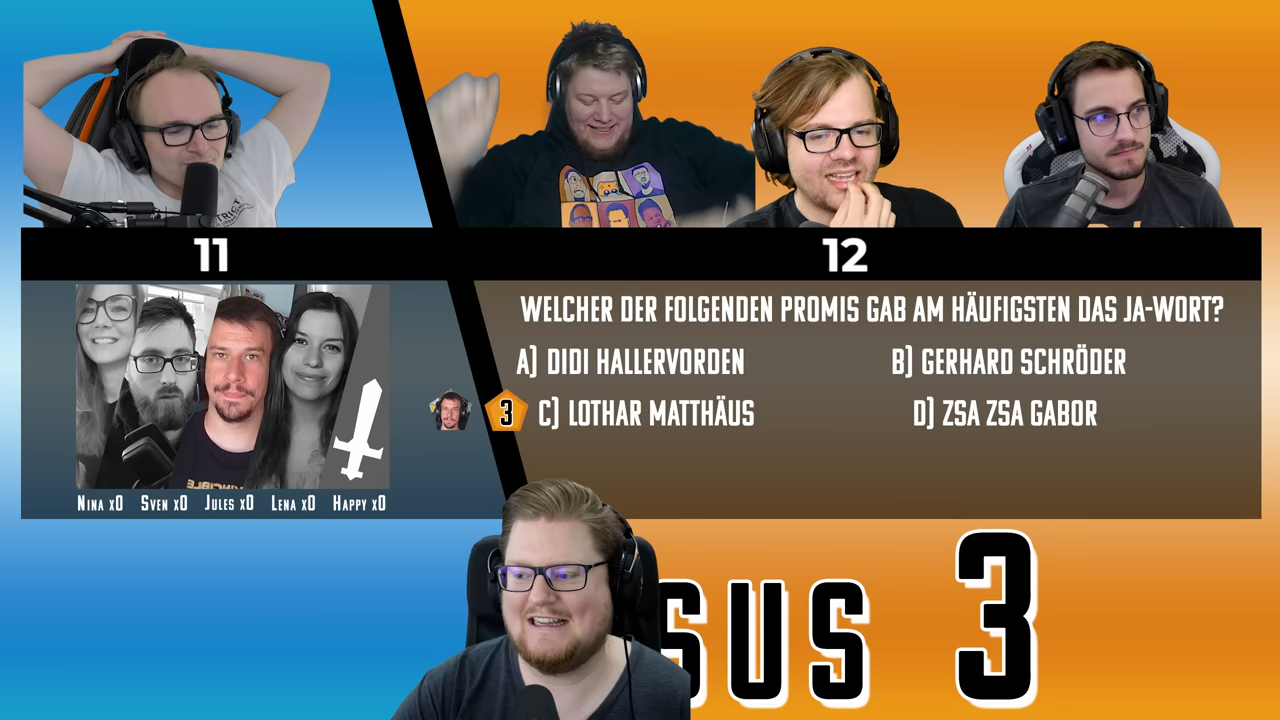 11
12
WELCHER DER FOLGENDEN PROMIS GAB AM HÄUFIGSTEN DAS JA-WORT?
A) DIDI HALLERVORDEN
B) GERHARD SCHRÖDER
3
C) LOTHAR MATTHÄUS
D) ZSA ZSA GABOR
NINA X0 SVEN X0 JULES X0 LENA X0 HAPPY X0
SUS 3